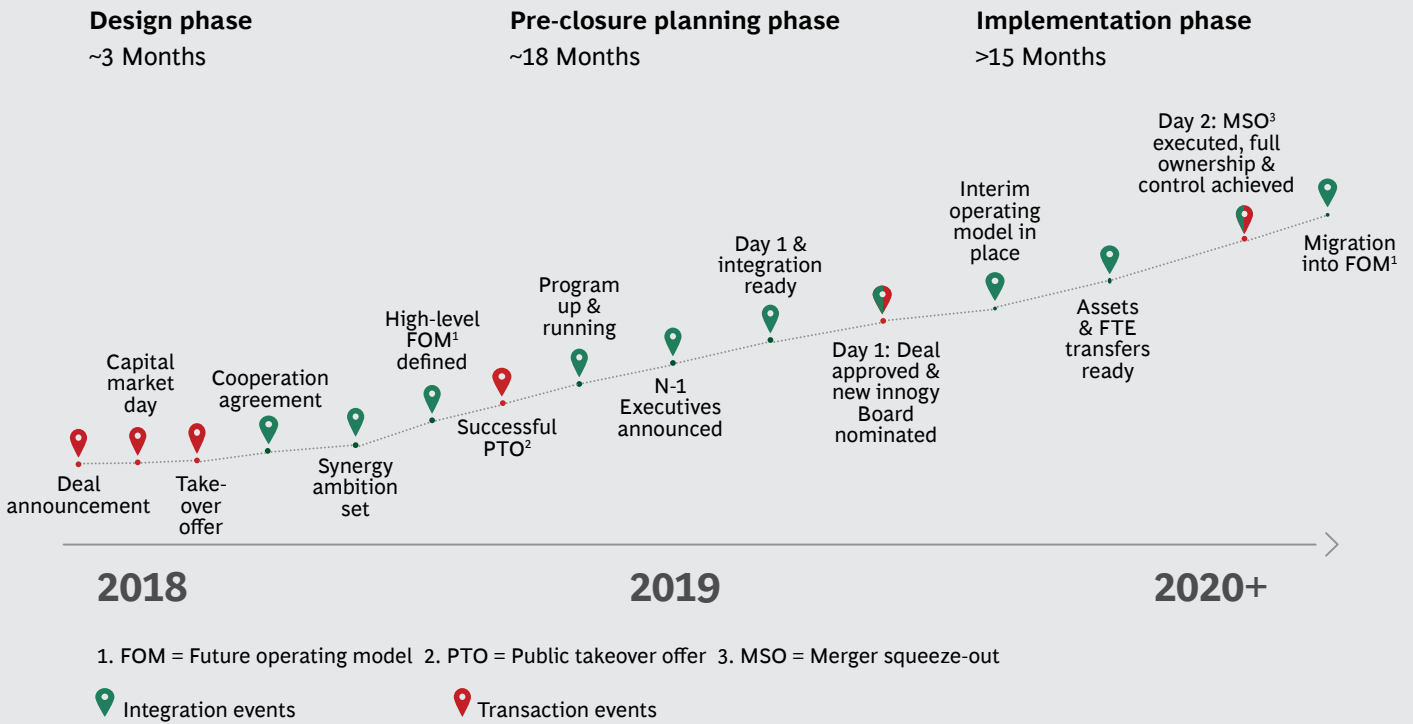 Design phase
~3 Months
Pre-closure planning phase
~18 Months
Implementation phase
>15 Months
Deal
announcement
Capital
market
day
Take-
over
offer
Cooperation
agreement
Synergy
ambition
set
High-level
FOM¹
defined
Successful
PTO²
Program
up &
running
N-1
Executives
announced
Day 1 &
integration
ready
Day 1: Deal
approved &
new innogy
Board
nominated
Interim
operating
model in
place
Assets
& FTE
transfers
ready
Day 2: MSO³
executed, full
ownership &
control achieved
Migration
into FOM¹
2018
2019
2020+
1. FOM = Future operating model 2. PTO = Public takeover offer 3. MSO = Merger squeeze-out
Integration events
Transaction events